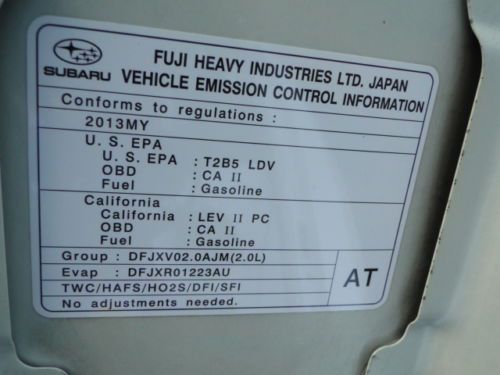 SUBARU
FUJI HEAVY INDUSTRIES LTD. JAPAN
VEHICLE EMISSION CONTROL INFORMATION
Conforms to regulations :
2013MY
U. S. EPA
U. S. EPA : T2B5 LDV
OBD : CA II
Fuel : Gasoline
California
California : LEV II PC
OBD : CA II
Fuel : Gasoline
Group : DFJXV02.0AJM(2.0L)
Evap : DFJXR01223AU
TWC/HAFS/HO2S/DFI/SFI
No adjustments needed.
AT